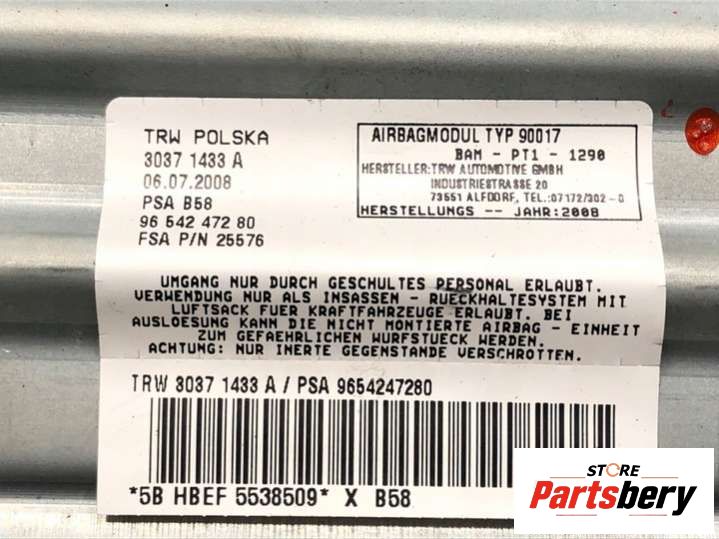 TRW POLSKA
3037 1433 A
06.07.2008
PSA B58
96 542 472 80
FSA P/N 25576
AIRBAGMODUL TYP 90017
BAM - PT1 - 1290
HERSTELLER:TRW AUTOMOTIVE GMBH
INDUSTRIESTRASSE 20
73551 ALFDORF, TEL.:07172/302-0
HERSTELLUNGS -- JAHR:2008
UMGANG NUR DURCH GESCHULTES PERSONAL ERLAUBT.
VERWENDUNG NUR ALS INSASSEN - RUECKHALTESYSTEM MIT
LUFTSACK FUER KRAFTFAHRZEUGE ERLAUBT. BEI
AUSLOESUNG KANN DIE NICHT MONTIERTE AIRBAG - EINHEIT
ZUM GEFAEHRLICHEN WURFSTUECK WERDEN.
ACHTUNG: NUR INERTE GEGENSTANDE VERSCHROTTEN.
TRW 3037 1433 A / PSA 9654247280
*5B HBEF 5538509* X B58
STORE
Partsbery